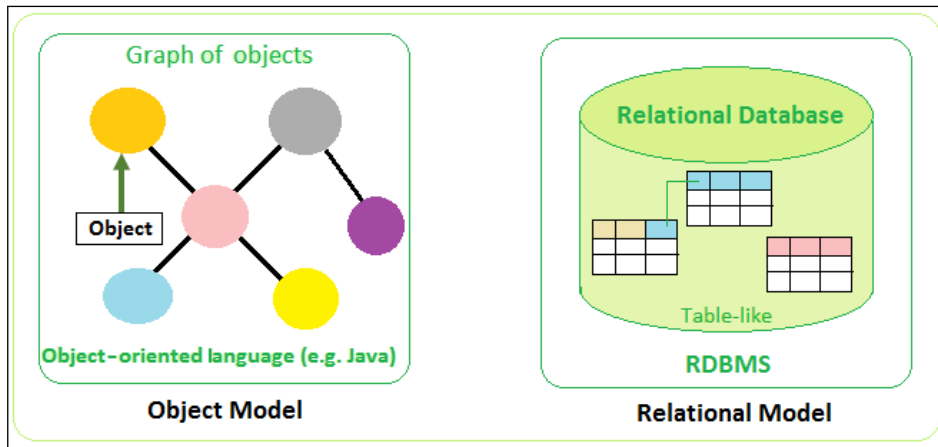 Graph of objects
Object
Object-oriented language (e.g. Java)
Object Model
Relational Database
Table-like
RDBMS
Relational Model